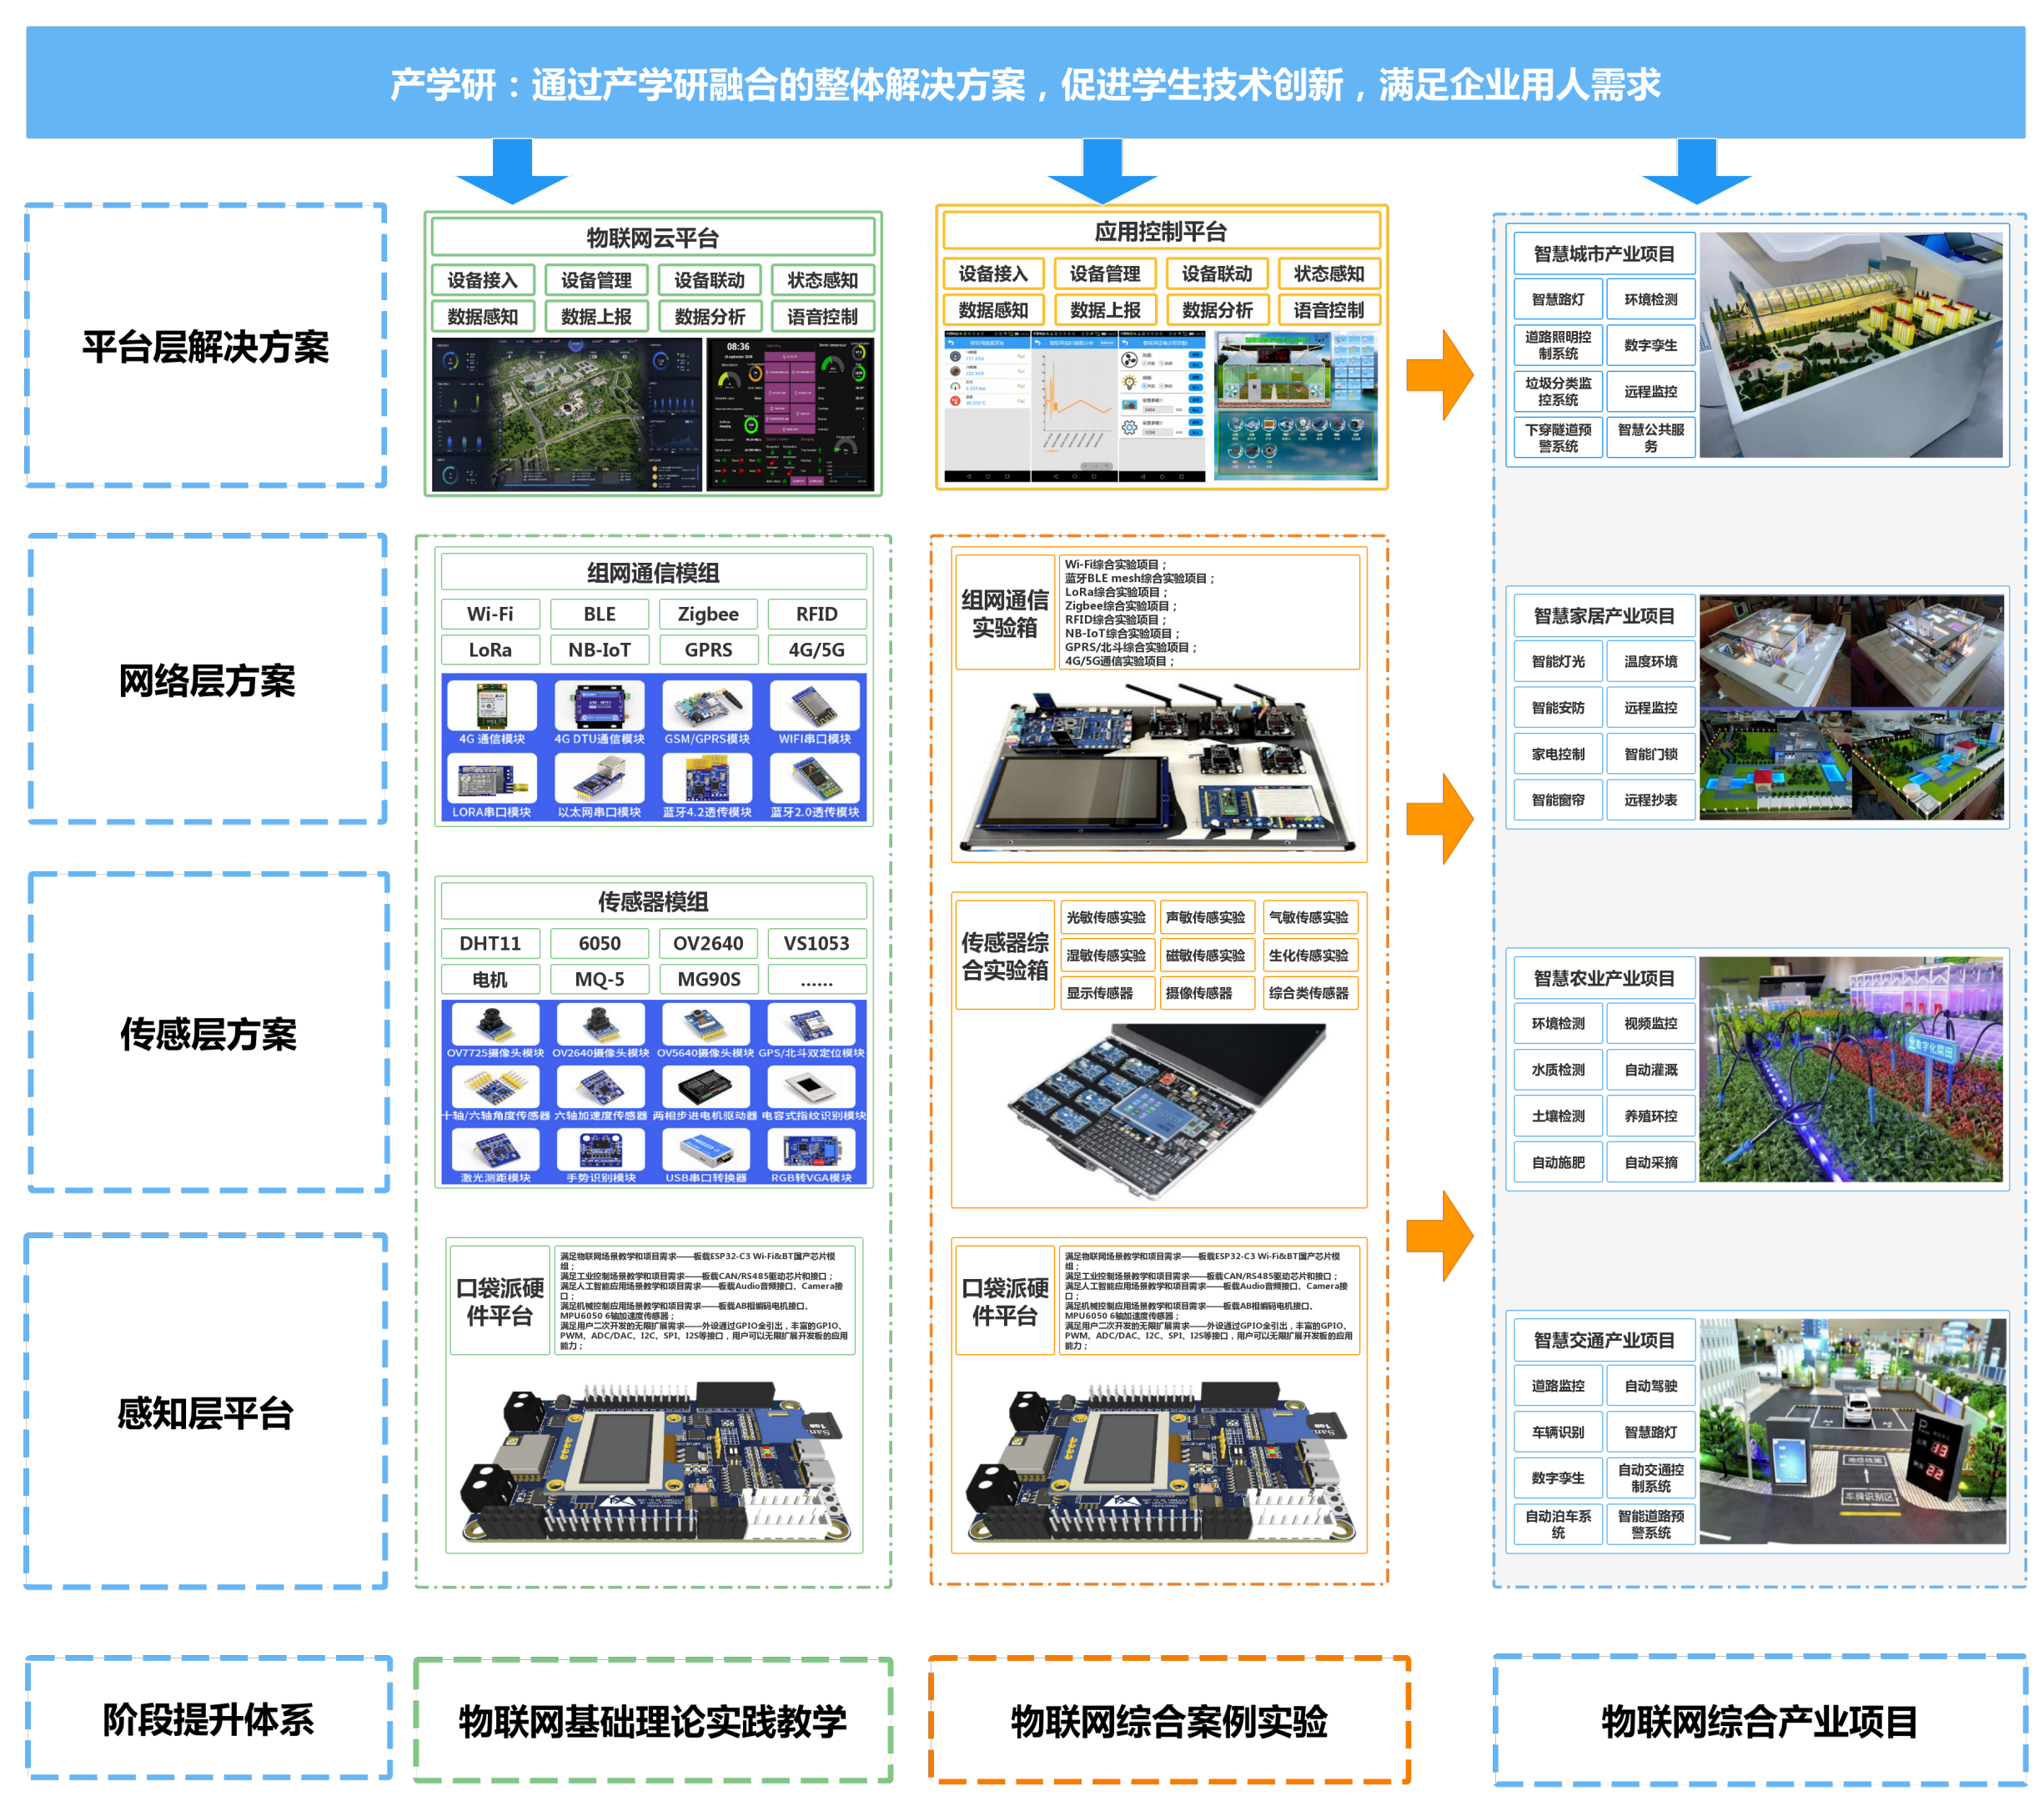 产学研：通过产学研融合的整体解决方案，促进学生技术创新，满足企业用人需求
平台层解决方案
物联网云平台
设备接入
设备管理
设备联动
状态感知
数据感知
数据上报
数据分析
语音控制
08:36
应用控制平台
设备接入
设备管理
设备联动
状态感知
数据感知
数据上报
数据分析
语音控制
智慧城市产业项目
智慧路灯
环境检测
道路照明控
制系统
数字孪生
垃圾分类监
控系统
远程监控
下穿隧道预
警系统
智慧公共服
务
网络层方案
组网通信模组
Wi-Fi
BLE
Zigbee
RFID
LoRa
NB-IoT
GPRS
4G/5G
4G 通信模块
4G DTU通信模块
GSM/GPRS模块
WIFI串口模块
LORA串口模块
以太网串口模块
蓝牙4.2透传模块
蓝牙2.0透传模块
组网通信
实验箱
Wi-Fi综合实验项目；
蓝牙BLE mesh综合实验项目；
LoRa综合实验项目；
Zigbee综合实验项目；
RFID综合实验项目；
NB-IoT综合实验项目；
GPRS/北斗综合实验项目；
4G/5G通信实验项目；
智慧家居产业项目
智能灯光
温度环境
智能安防
远程监控
家电控制
智能门锁
智能窗帘
远程抄表
传感层方案
传感器模组
DHT11
6050
OV2640
VS1053
电机
MQ-5
MG90S
......
OV7725摄像头模块
OV2640摄像头模块
OV5640摄像头模块
GPS/北斗双定位模块
十轴/六轴角度传感器
六轴加速度传感器
两相步进电机驱动器
电容式指纹识别模块
激光测距模块
手势识别模块
USB串口转换器
RGB转VGA模块
传感器综
合实验箱
光敏传感实验
声敏传感实验
气敏传感实验
湿敏传感实验
磁敏传感实验
生化传感实验
显示传感器
摄像传感器
综合类传感器
智慧农业产业项目
环境检测
视频监控
水质检测
自动灌溉
土壤检测
养殖环控
自动施肥
自动采摘
数字化菜田
感知层平台
口袋派硬
件平台
满足物联网场景教学和项目需求——板载ESP32-C3 Wi-Fi&BT国产芯片模
组；
满足工业控制场景教学和项目需求——板载CAN/RS485驱动芯片和接口；
满足人工智能应用场景教学和项目需求——板载Audio音频接口、Camera接
口；
满足机械控制应用场景教学和项目需求——板载AB相编码电机接口、
MPU6050 6轴加速度传感器；
满足用户二次开发的无限扩展需求——外设通过GPIO全引出，丰富的GPIO、
PWM、ADC/DAC、I2C、SPI、I2S等接口，用户可以无限扩展开发板的应用
能力；
口袋派硬
件平台
满足物联网场景教学和项目需求——板载ESP32-C3 Wi-Fi&BT国产芯片模
组；
满足工业控制场景教学和项目需求——板载CAN/RS485驱动芯片和接口；
满足人工智能应用场景教学和项目需求——板载Audio音频接口、Camera接
口；
满足机械控制应用场景教学和项目需求——板载AB相编码电机接口、
MPU6050 6轴加速度传感器；
满足用户二次开发的无限扩展需求——外设通过GPIO全引出，丰富的GPIO、
PWM、ADC/DAC、I2C、SPI、I2S等接口，用户可以无限扩展开发板的应用
能力；
智慧交通产业项目
道路监控
自动驾驶
车辆识别
智慧路灯
数字孪生
自动交通控
制系统
自动泊车系
统
智能道路预
警系统
车牌识别区
阶段提升体系
物联网基础理论实践教学
物联网综合案例实验
物联网综合产业项目